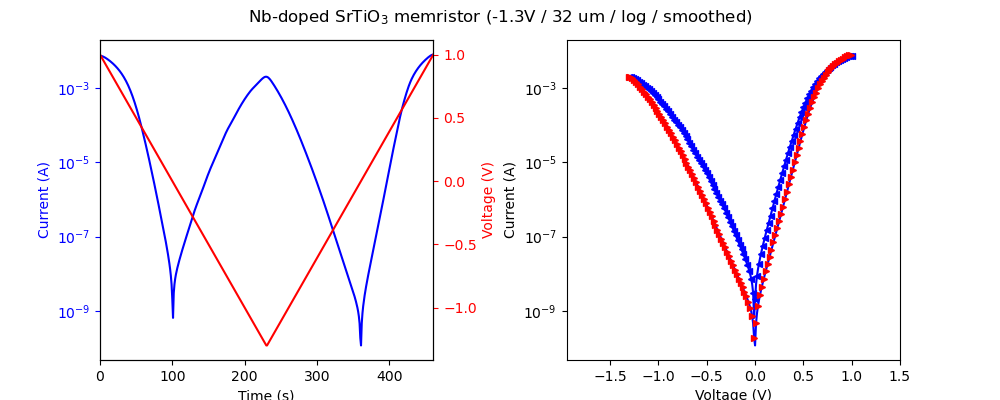 Nb-doped SrTiO₃ memristor (-1.3V / 32 um / log / smoothed)
Current (A)
10⁻³
10⁻⁵
10⁻⁷
10⁻⁹
0 100 200 300 400
Time (s)
1.0
0.5
0.0
−0.5
−1.0
Voltage (V)
Current (A)
10⁻³
10⁻⁵
10⁻⁷
10⁻⁹
−1.5 −1.0 −0.5 0.0 0.5 1.0 1.5
Voltage (V)